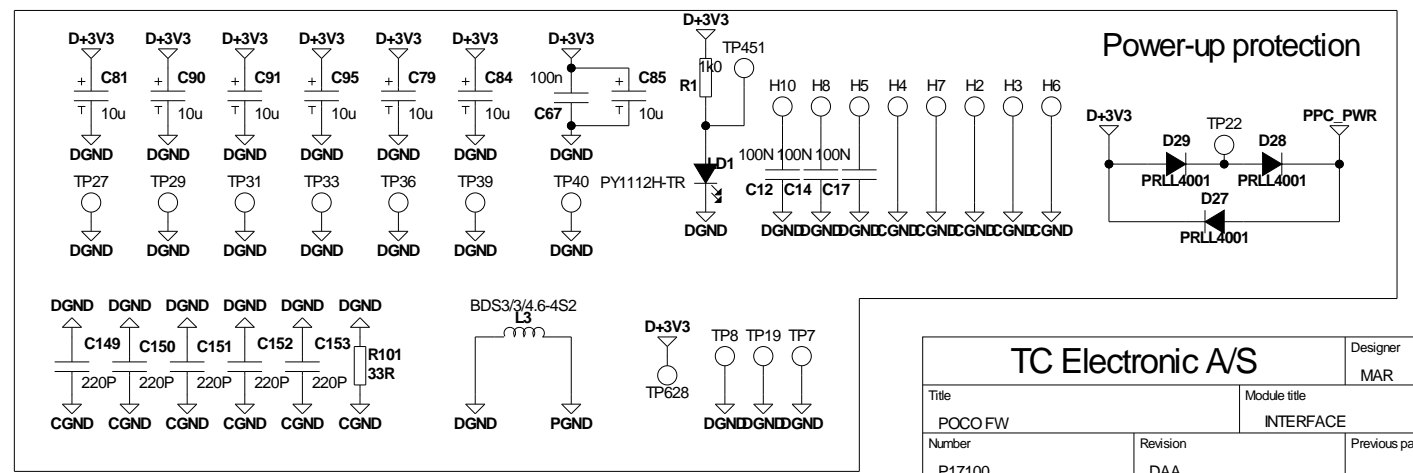 D+3V3 D+3V3 D+3V3 D+3V3 D+3V3 D+3V3 D+3V3 D+3V3
TP451
Power-up protection
+ C81 + C90 + C91 + C95 + C79 + C84 100n + C85
10u 10u 10u 10u 10u 10u C67 10u
R1 1k0
H10 H8 H5 H4 H7 H2 H3 H6
D+3V3 TP22 PPC_PWR
D29 D28
PRLL4001 PRLL4001
D27
PRLL4001
DGND DGND DGND DGND DGND DGND DGND
TP27 TP29 TP31 TP33 TP36 TP39 TP40
PY1112H-TR LD1
100N 100N 100N
C12 C14 C17
DGND DGND DGND DGND DGND DGND DGND DGND DGND DGND DGND CGND CGND CGND CGND CGND
DGND DGND DGND DGND DGND DGND
C149 C150 C151 C152 C153 R101
220P 220P 220P 220P 220P 33R
CGND CGND CGND CGND CGND CGND
BDS3/3/4.6-4S2
L3
DGND PGND
D+3V3
TP628
TP8 TP19 TP7
DGND DGND DGND
TC Electronic A/S
Designer
MAR
Title
POCO FW
Module title
INTERFACE
Number
P17100
Revision
DAA
Previous pa